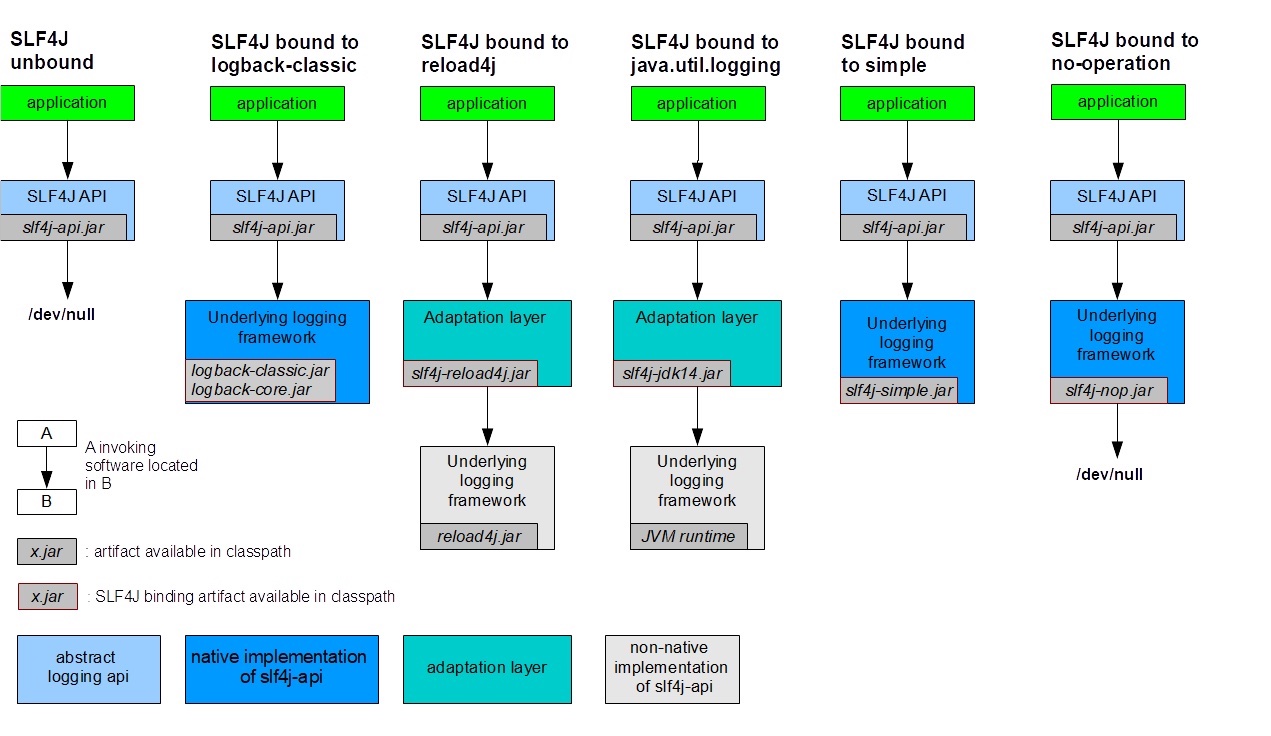 SLF4J
unbound
SLF4J bound to
logback-classic
SLF4J bound to
reload4j
SLF4J bound to
java.util.logging
SLF4J bound
to simple
SLF4J bound to
no-operation
application
application
application
application
application
application
SLF4J API
slf4j-api.jar
SLF4J API
slf4j-api.jar
SLF4J API
slf4j-api.jar
SLF4J API
slf4j-api.jar
SLF4J API
slf4j-api.jar
SLF4J API
slf4j-api.jar
/dev/null
Underlying logging
framework
logback-classic.jar
logback-core.jar
Adaptation layer
slf4j-reload4j.jar
Adaptation layer
slf4j-jdk14.jar
Underlying
logging
framework
slf4j-simple.jar
Underlying
logging
framework
slf4j-nop.jar
A
B
A invoking
software located
in B
Underlying
logging
framework
reload4j.jar
Underlying
logging
framework
JVM runtime
/dev/null
x.jar
: artifact available in classpath
x.jar
: SLF4J binding artifact available in classpath
abstract
logging api
native implementation
of slf4j-api
adaptation layer
non-native
implementation
of slf4j-api